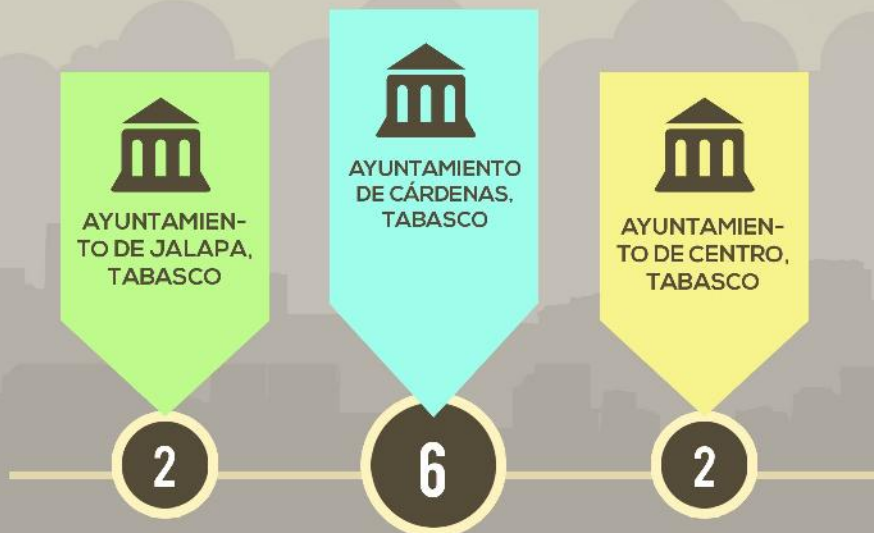 AYUNTAMIEN-
TO DE JALAPA,
TABASCO
2
AYUNTAMIENTO
DE CÁRDENAS,
TABASCO
6
AYUNTAMIEN-
TO DE CENTRO,
TABASCO
2